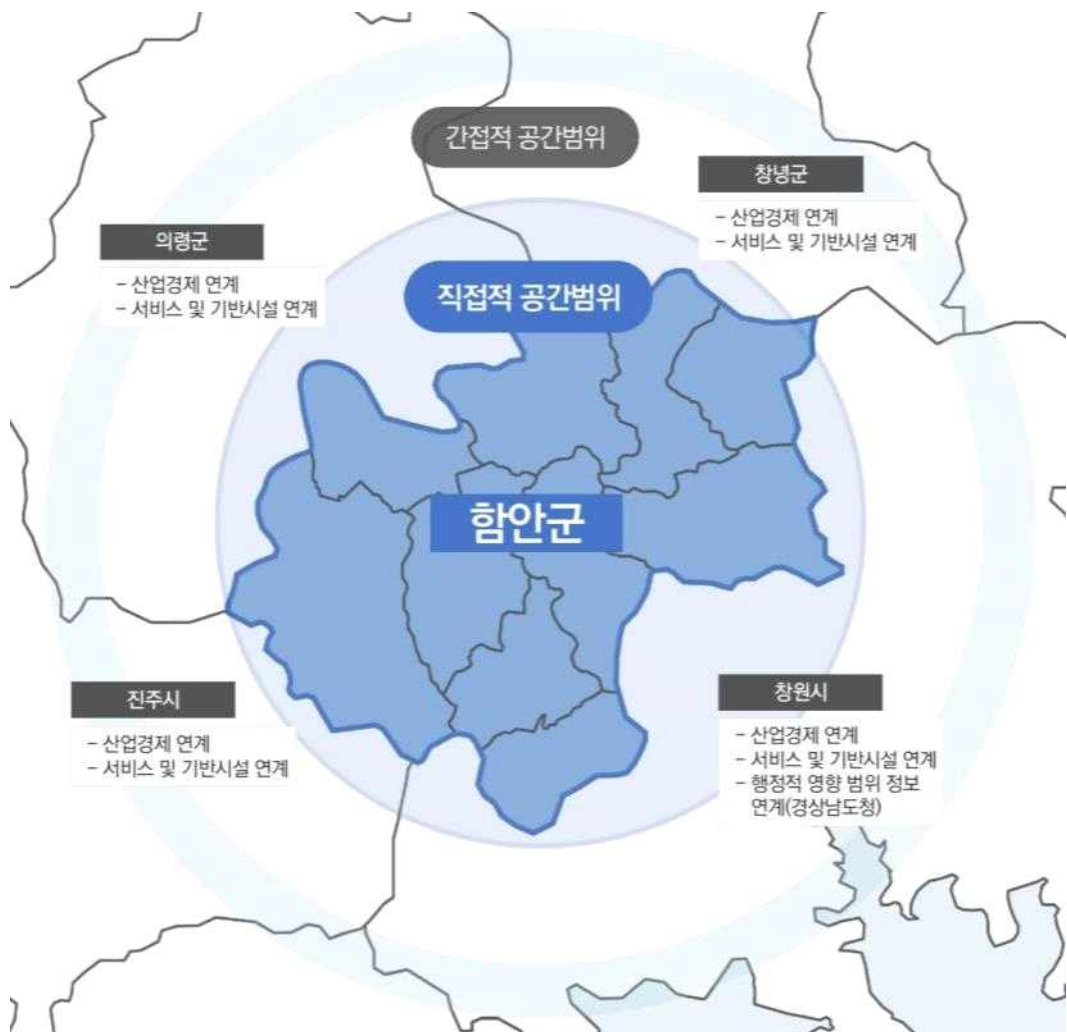 간접적 공간범위
창녕군
- 산업경제 연계
- 서비스 및 기반시설 연계
의령군
- 산업경제 연계
- 서비스 및 기반시설 연계
직접적 공간범위
함안군
진주시
- 산업경제 연계
- 서비스 및 기반시설 연계
창원시
- 산업경제 연계
- 서비스 및 기반시설 연계
- 행정적 영향 범위 정보
연계(경상남도청)